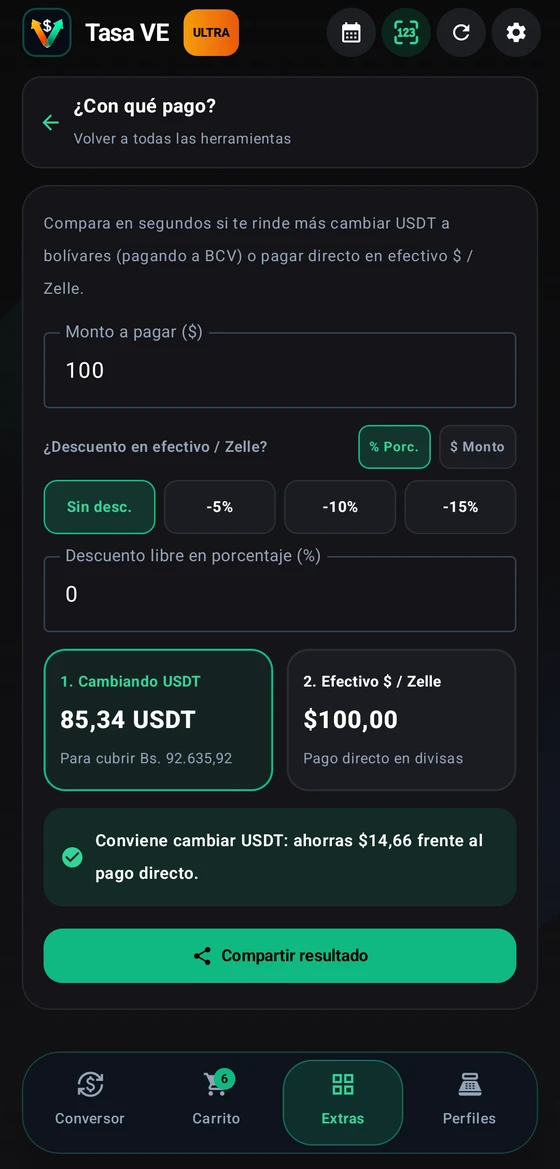 Tasa VE ULTRA 123
¿Con qué pago?
Volver a todas las herramientas
Compara en segundos si te rinde más cambiar USDT a
bolívares (pagando a BCV) o pagar directo en efectivo $ /
Zelle.
Monto a pagar ($)
100
¿Descuento en efectivo / Zelle? % Porc. $ Monto
Sin desc. -5% -10% -15%
Descuento libre en porcentaje (%)
0
1. Cambiando USDT
85,34 USDT
Para cubrir Bs. 92.635,92
2. Efectivo $ / Zelle
$100,00
Pago directo en divisas
Conviene cambiar USDT: ahorras $14,66 frente al
pago directo.
Compartir resultado
6
Conversor Carrito Extras Perfiles